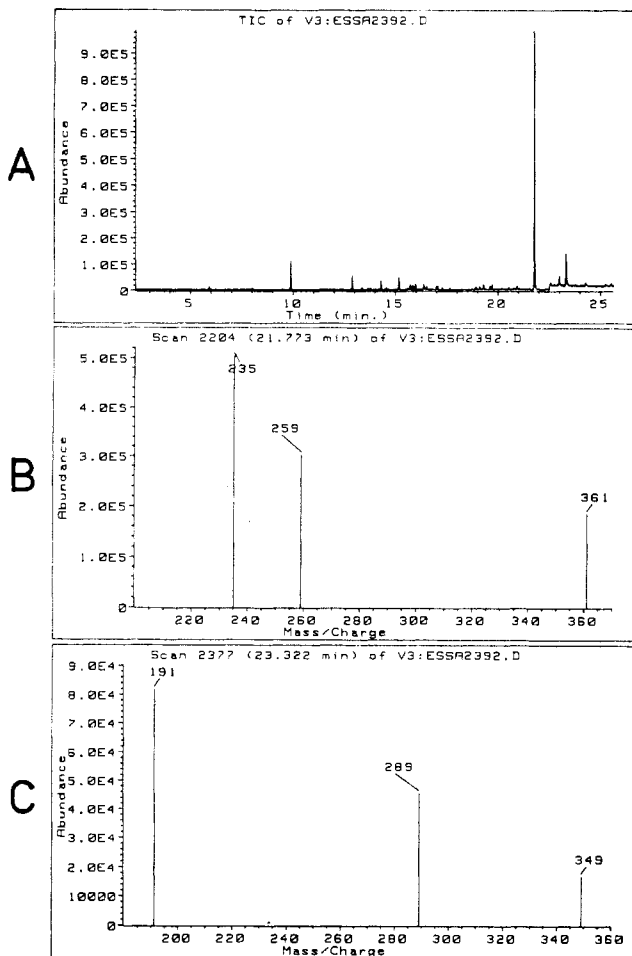 A
TIC of V3:ESSA2392.D
Abundance
9.0E5
8.0E5
7.0E5
6.0E5
5.0E5
4.0E5
3.0E5
2.0E5
1.0E5
0
5 10 15 20 25
Time (min.)
B
Scan 2204 (21.773 min) of V3:ESSA2392.D
Abundance
5.0E5
4.0E5
3.0E5
2.0E5
1.0E5
0
235
259
361
220 240 260 280 300 320 340 360
Mass/Charge
C
Scan 2377 (23.322 min) of V3:ESSA2392.D
Abundance
9.0E4
8.0E4
7.0E4
6.0E4
5.0E4
4.0E4
3.0E4
2.0E4
10000
0
191
289
349
200 220 240 260 280 300 320 340 360
Mass/Charge